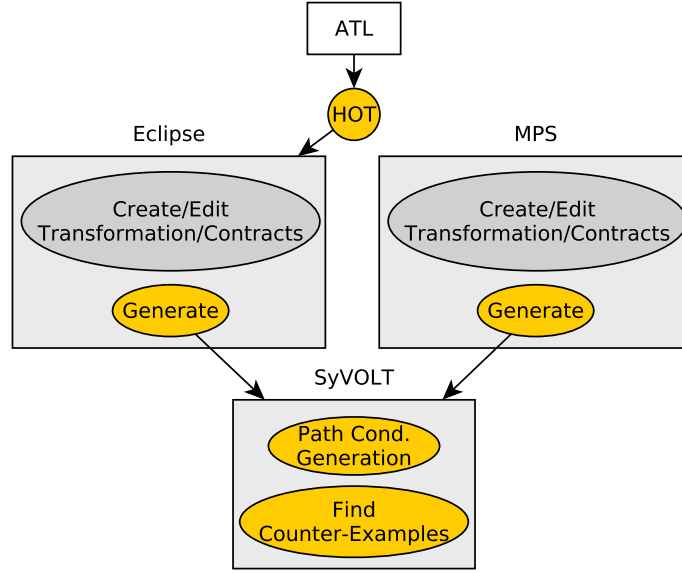 ATL
HOT
Eclipse
MPS
Create/Edit
Transformation/Contracts
Create/Edit
Transformation/Contracts
Generate
Generate
SyVOLT
Path Cond.
Generation
Find
Counter-Examples